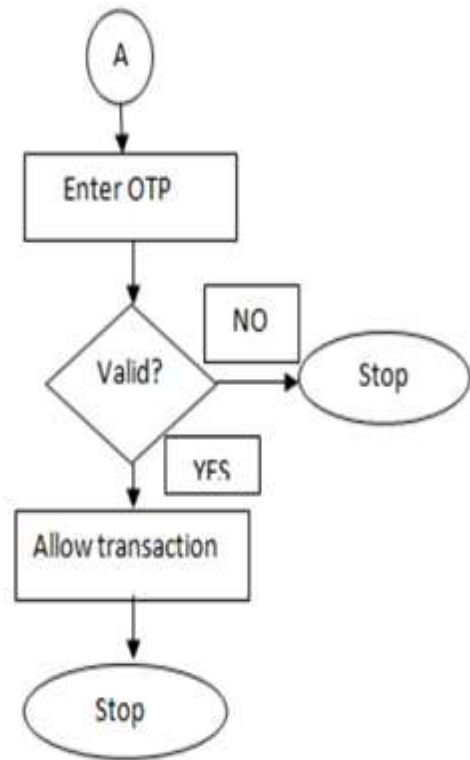 A
Enter OTP
NO
Valid?
Stop
YES
Allow transaction
Stop